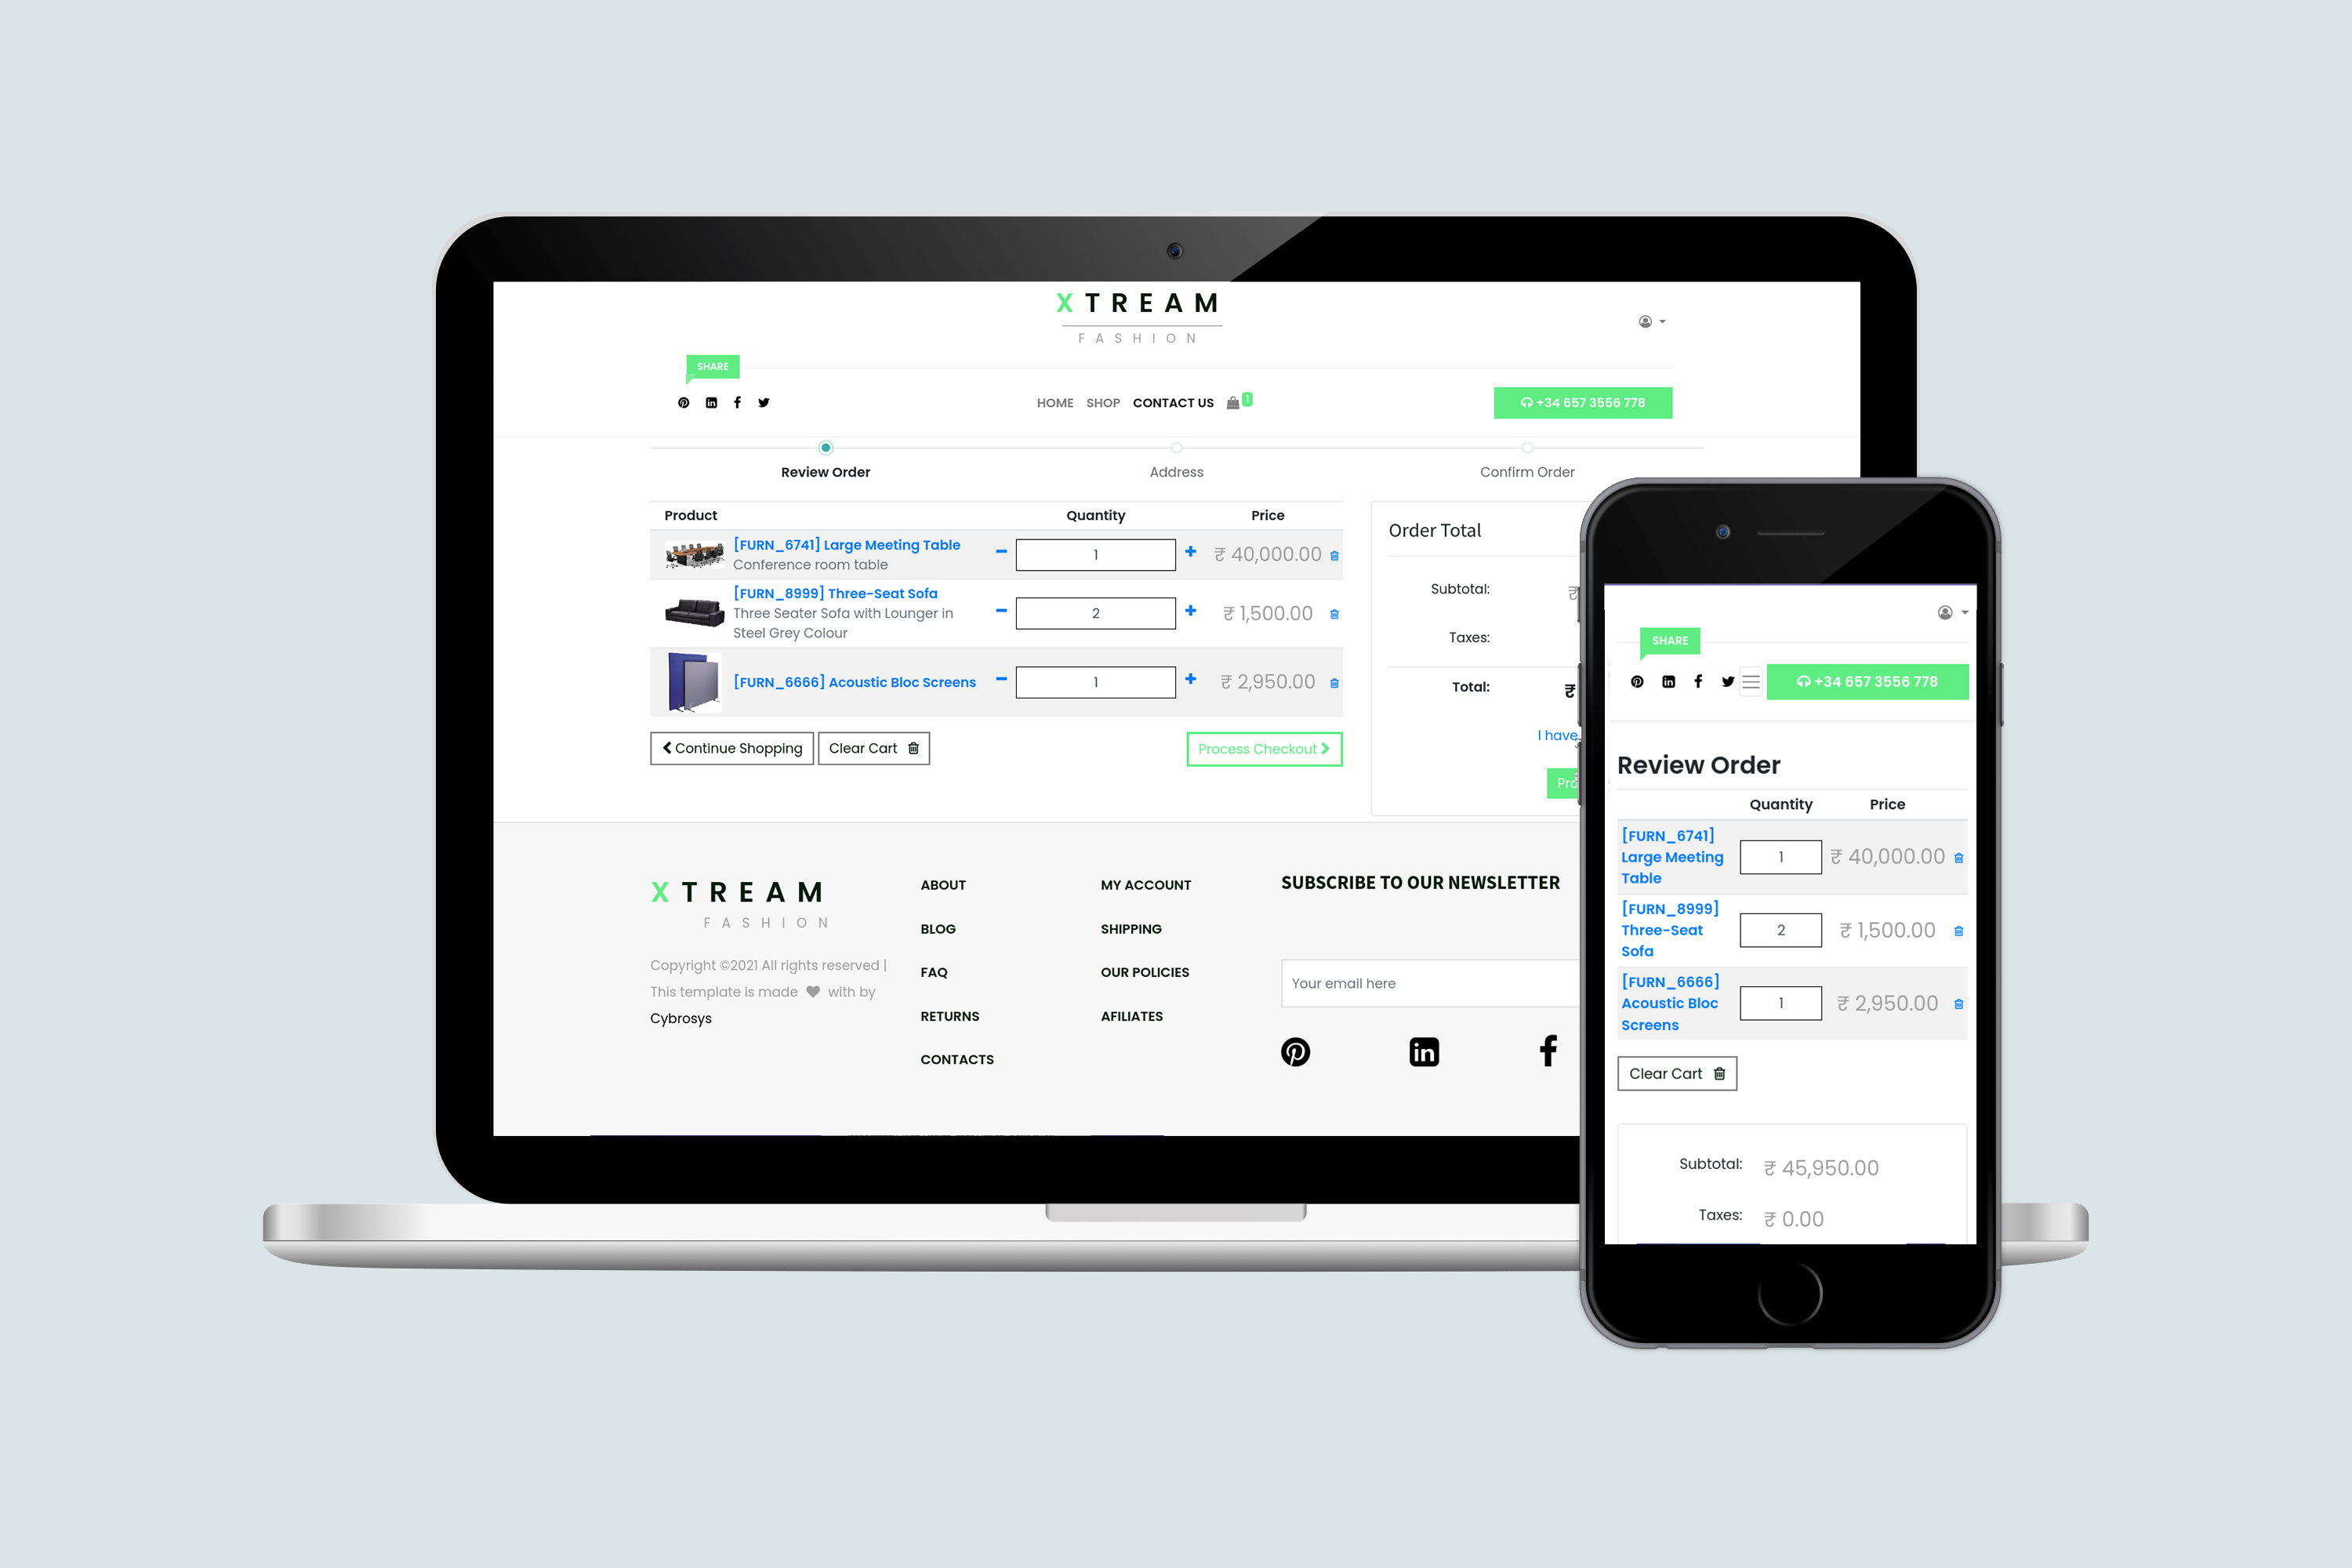 XTREAM
FASHION
SHARE
HOME SHOP CONTACT US 1
+34 657 3556 778
Review Order Address Confirm Order
Product Quantity Price
[FURN_6741] Large Meeting Table
Conference room table
1
₹ 40,000.00
[FURN_8999] Three-Seat Sofa
Three Seater Sofa with Lounger in
Steel Grey Colour
2
₹ 1,500.00
[FURN_6666] Acoustic Bloc Screens
1
₹ 2,950.00
Continue Shopping
Clear Cart
Process Checkout
Order Total
Subtotal: ₹
Taxes:
Total: ₹
I have
XTREAM
FASHION
Copyright ©2021 All rights reserved |
This template is made with by
Cybrosys
ABOUT
BLOG
FAQ
RETURNS
CONTACTS
MY ACCOUNT
SHIPPING
OUR POLICIES
AFILIATES
SUBSCRIBE TO OUR NEWSLETTER
Your email here
SHARE
+34 657 3556 778
Review Order
Quantity Price
[FURN_6741]
Large Meeting
Table
1
₹ 40,000.00
[FURN_8999]
Three-Seat
Sofa
2
₹ 1,500.00
[FURN_6666]
Acoustic Bloc
Screens
1
₹ 2,950.00
Clear Cart
Subtotal: ₹ 45,950.00
Taxes: ₹ 0.00